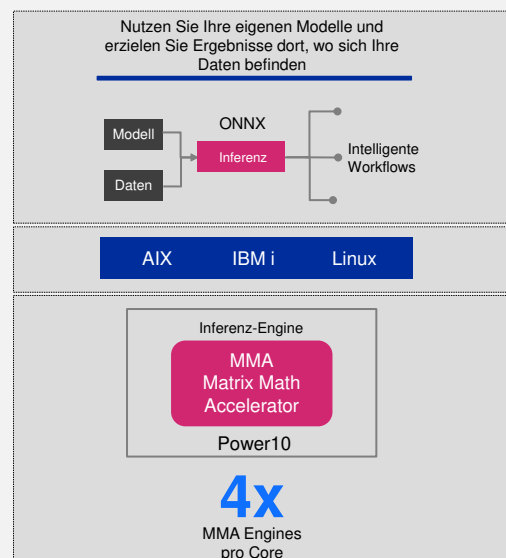 Nutzen Sie Ihre eigenen Modelle und
erzielen Sie Ergebnisse dort, wo sich Ihre
Daten befinden
ONNX
Modell
Inferenz
Daten
Intelligente
Workflows
AIX IBM i Linux
Inferenz-Engine
MMA
Matrix Math
Accelerator
Power10
4x
MMA Engines
pro Core